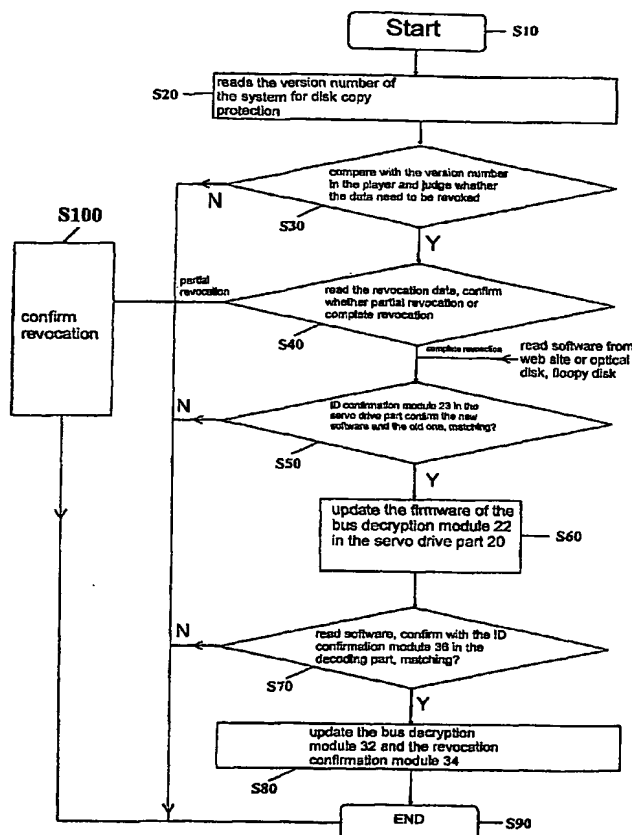 Start
S10
S20
reads the version number of
the system for disk copy
protection
compare with the version number
in the player and judge whether
the data need to be revoked
N
S30
Y
S100
confirm
revocation
partial
revocation
read the revocation data, confirm
whether partial revocation or
complete revocation
S40
complete revocation
read software from
web site or optical
disk, floopy disk
ID confirmation module 23 in the
servo drive part confirm the new
software and the old one, matching?
N
S50
Y
update the firmware of the
bus decryption module 22
in the servo drive part 20
S60
read software, confirm with the ID
confirmation module 36 in the
decoding part, matching?
N
S70
Y
update the bus decryption
module 32 and the revocation
confirmation module 34
S80
END
S90